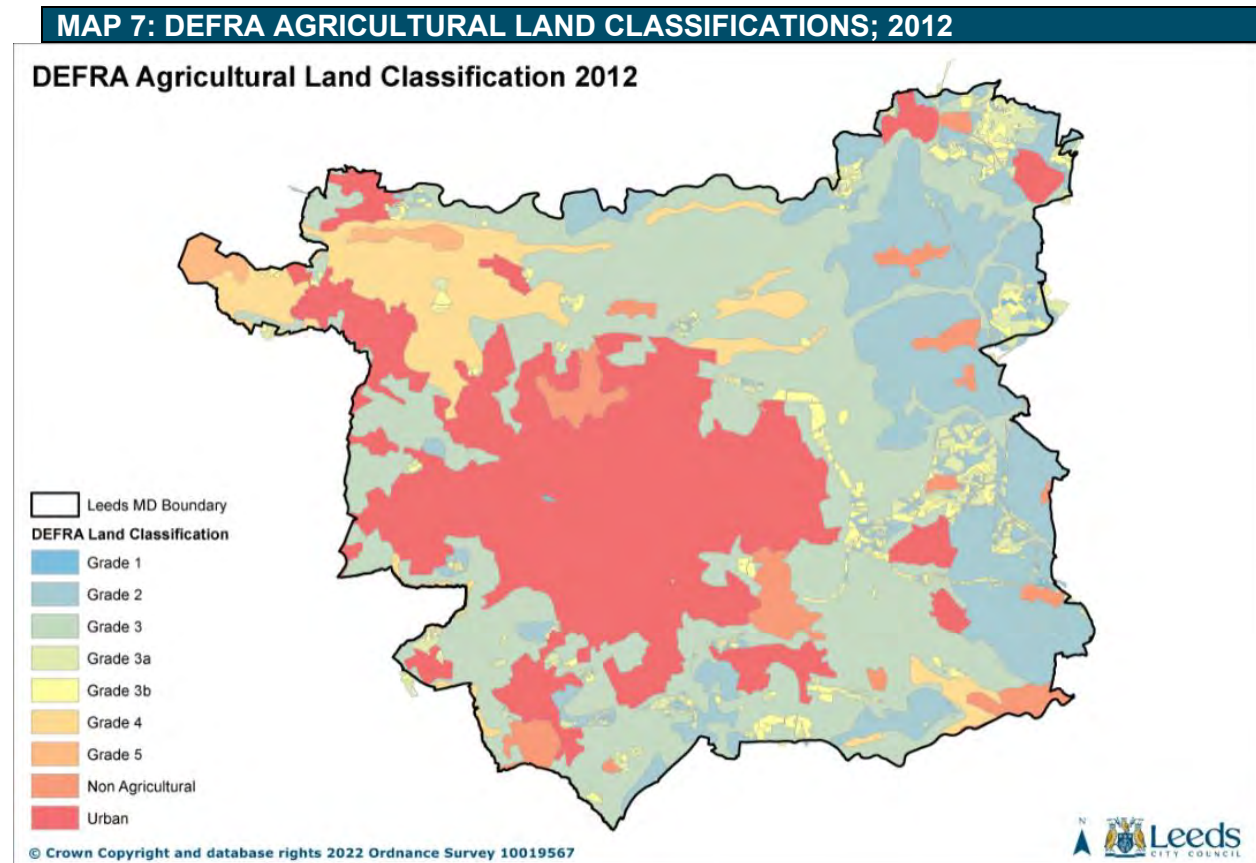 MAP 7: DEFRA AGRICULTURAL LAND CLASSIFICATIONS; 2012
DEFRA Agricultural Land Classification 2012
Leeds MD Boundary
DEFRA Land Classification
Grade 1
Grade 2
Grade 3
Grade 3a
Grade 3b
Grade 4
Grade 5
Non Agricultural
Urban
© Crown Copyright and database rights 2022 Ordnance Survey 10019567
N
Leeds
CITY COUNCIL